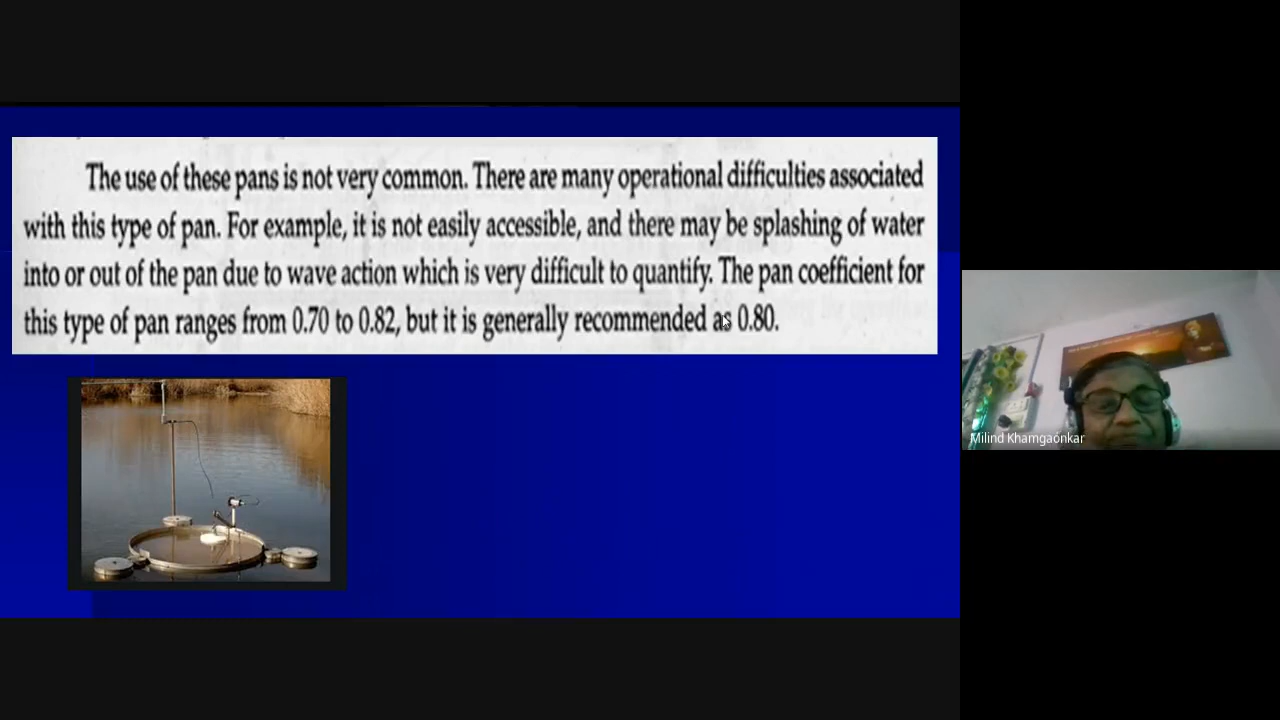 The use of these pans is not very common. There are many operational difficulties associated
with this type of pan. For example, it is not easily accessible, and there may be splashing of water
into or out of the pan due to wave action which is very difficult to quantify. The pan coefficient for
this type of pan ranges from 0.70 to 0.82, but it is generally recommended as 0.80.
Milind Khamgaonkar